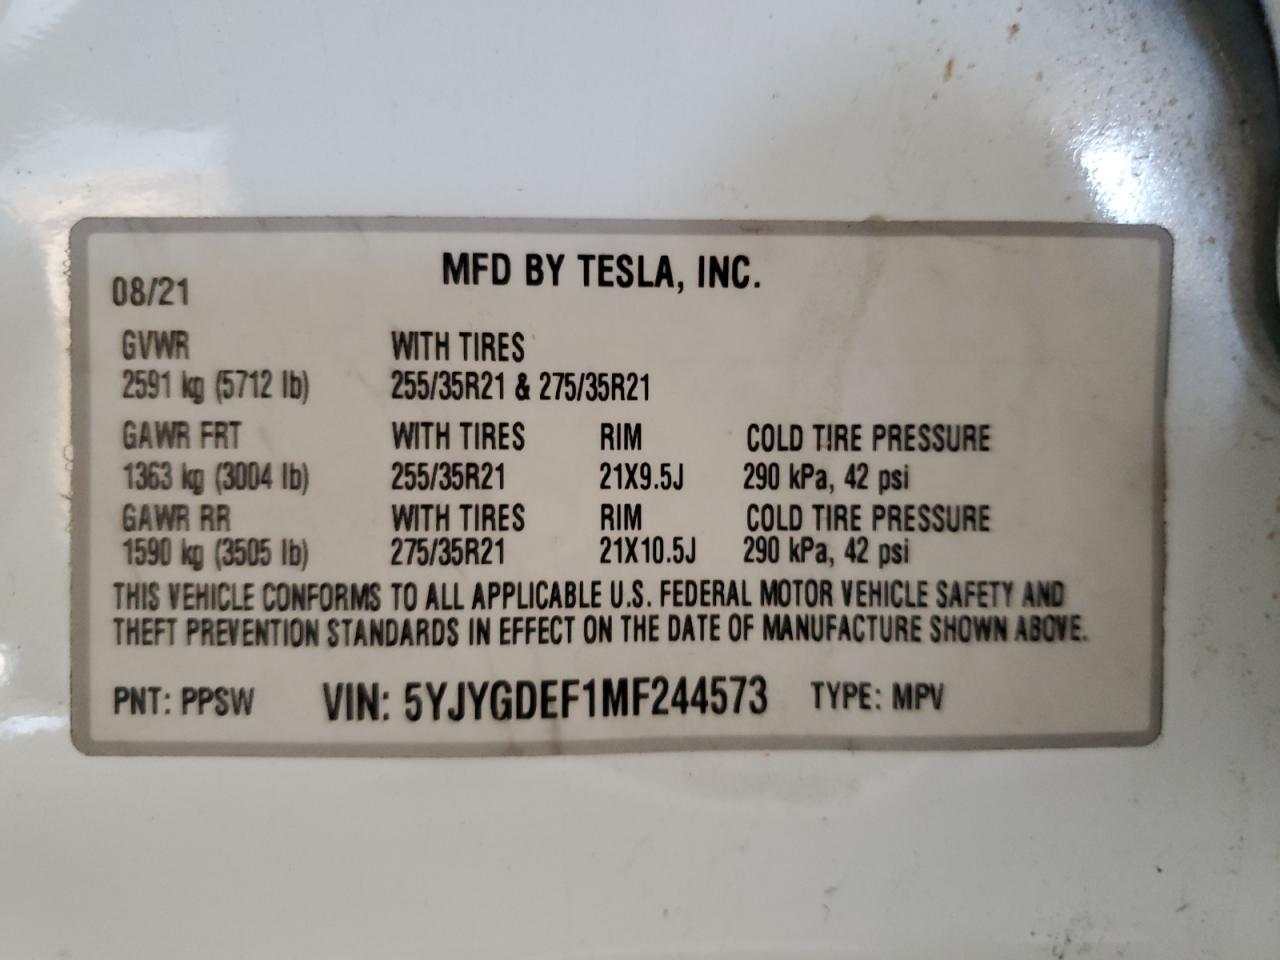 MFD BY TESLA, INC.
08/21
GVWR WITH TIRES
2591 kg (5712 lb) 255/35R21 & 275/35R21
GAWR FRT WITH TIRES RIM COLD TIRE PRESSURE
1363 kg (3004 lb) 255/35R21 21X9.5J 290 kPa, 42 psi
GAWR RR WITH TIRES RIM COLD TIRE PRESSURE
1590 kg (3505 lb) 275/35R21 21X10.5J 290 kPa, 42 psi
THIS VEHICLE CONFORMS TO ALL APPLICABLE U.S. FEDERAL MOTOR VEHICLE SAFETY AND
THEFT PREVENTION STANDARDS IN EFFECT ON THE DATE OF MANUFACTURE SHOWN ABOVE.
PNT: PPSW VIN: 5YJYGDEF1MF244573 TYPE: MPV